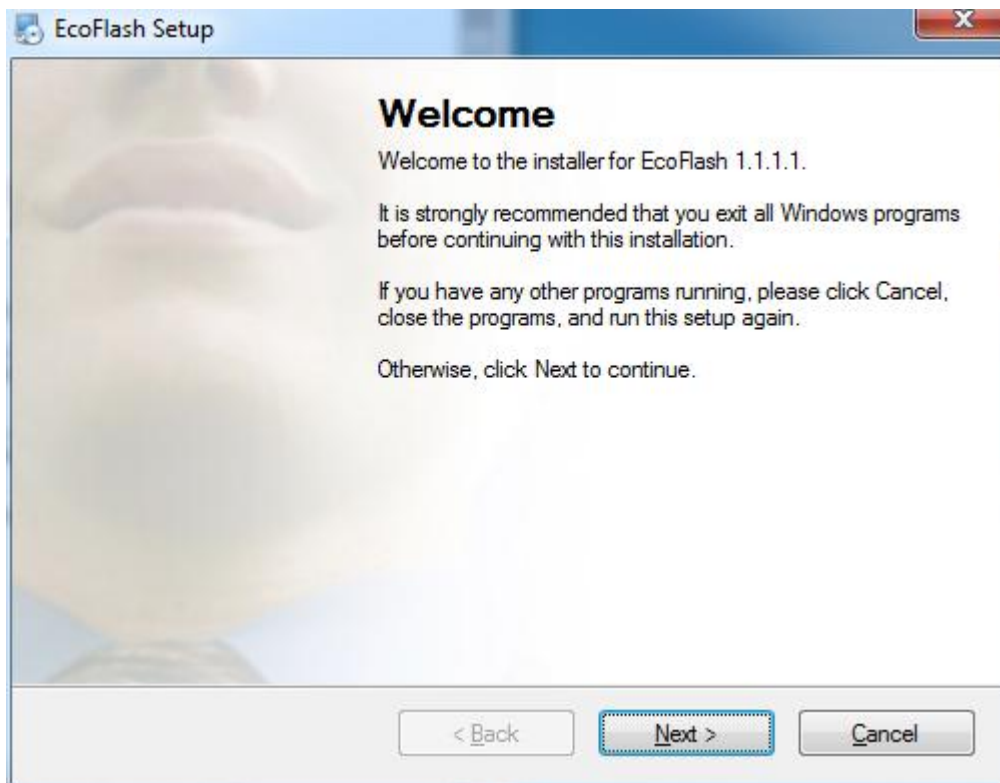 EcoFlash Setup
Welcome
Welcome to the installer for EcoFlash 1.1.1.1.
It is strongly recommended that you exit all Windows programs
before continuing with this installation.
If you have any other programs running, please click Cancel,
close the programs, and run this setup again.
Otherwise, click Next to continue.
< Back
Next >
Cancel